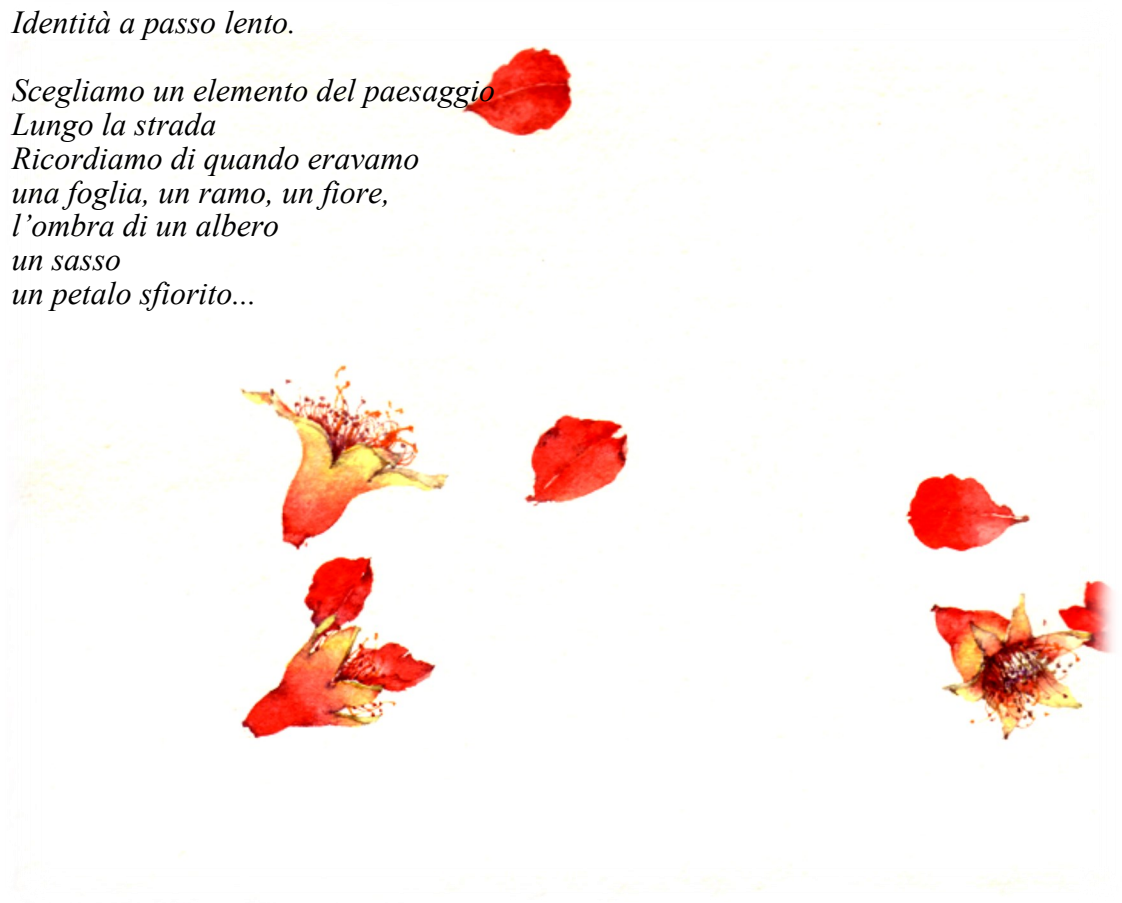 Identità a passo lento.
Scegliamo un elemento del paesaggio
Lungo la strada
Ricordiamo di quando eravamo
una foglia, un ramo, un fiore,
l’ombra di un albero
un sasso
un petalo sfiorito...